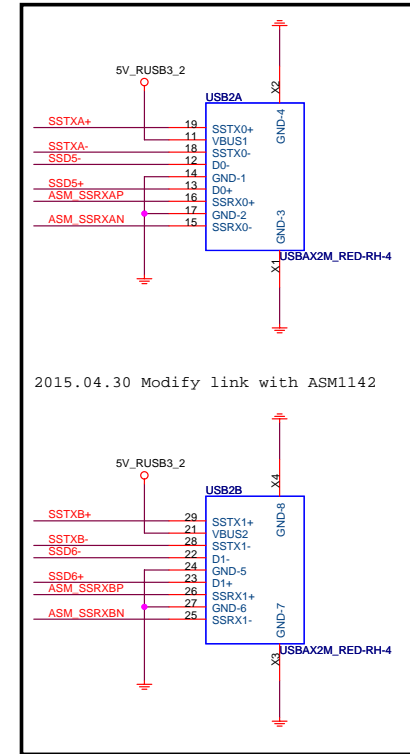 X2
5V_RUSB3_2
USB2A
GND-4
SSTXA+ 19 SSTX0+
11 VBUS1
SSTXA- 18 SSTX0-
SSD5- 12 D0-
14 GND-1
SSD5+ 13 D0+
ASM_SSRXAP 16 SSRX0+
17 GND-2
ASM_SSRXAN 15 SSRX0-
GND-3
USBAX2M_RED-RH-4
X1
2015.04.30 Modify link with ASM1142
X4
5V_RUSB3_2
USB2B
GND-8
SSTXB+ 29 SSTX1+
21 VBUS2
SSTXB- 28 SSTX1-
SSD6- 22 D1-
24 GND-5
SSD6+ 23 D1+
ASM_SSRXBP 26 SSRX1+
27 GND-6
ASM_SSRXBN 25 SSRX1-
GND-7
USBAX2M_RED-RH-4
X3